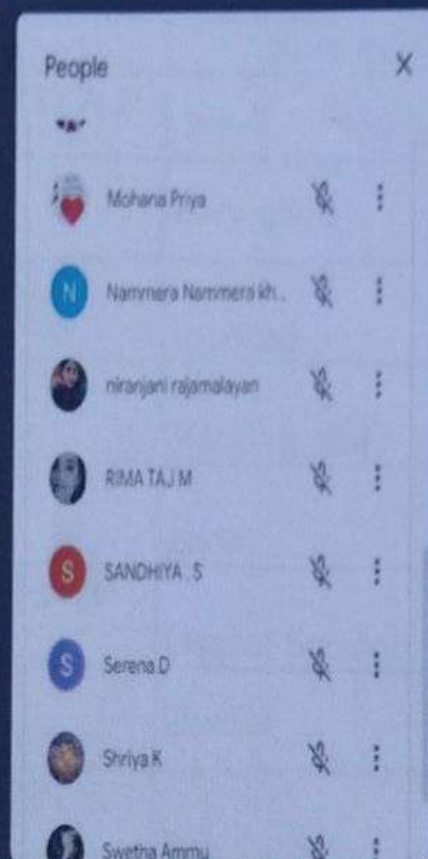 People
Mohana Priya
N Nammera Nammera kh..
niranjani rajamalayan
RIMA TAJ M
S SANDHIYA . S
S Serena.D
Shriya K
Swetha Ammu